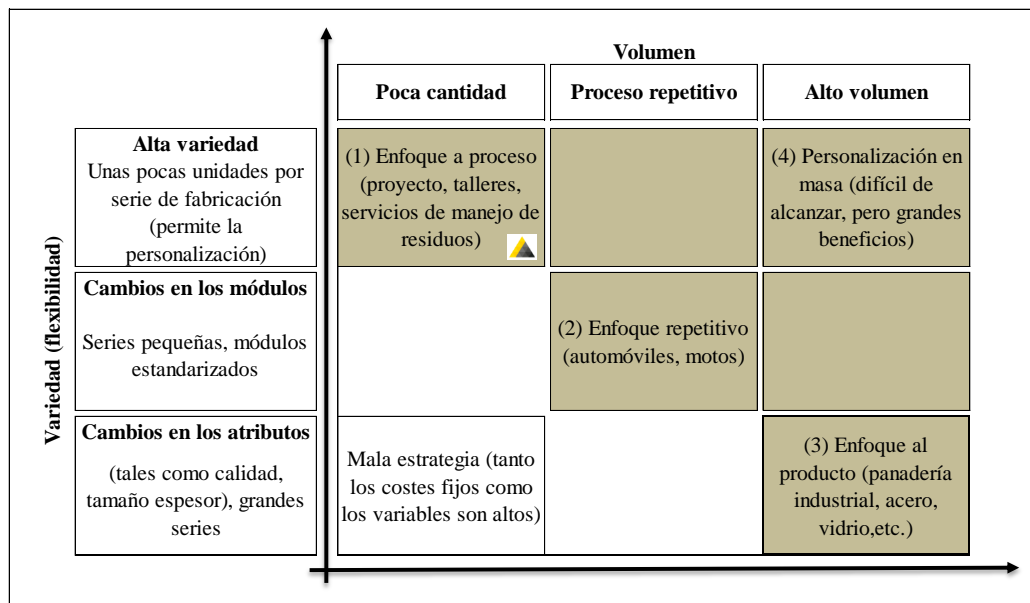 Volumen
Poca cantidad
Proceso repetitivo
Alto volumen
Variedad (flexibilidad)
Alta variedad
Unas pocas unidades por
serie de fabricación
(permite la
personalización)
(1) Enfoque a proceso
(proyecto, talleres,
servicios de manejo de
residuos)
(4) Personalización en
masa (difícil de
alcanzar, pero grandes
beneficios)
Cambios en los módulos
Series pequeñas, módulos
estandarizados
(2) Enfoque repetitivo
(automóviles, motos)
Cambios en los atributos
(tales como calidad,
tamaño espesor), grandes
series
Mala estrategia (tanto
los costes fijos como
los variables son altos)
(3) Enfoque al
producto (panadería
industrial, acero,
vidrio,etc.)